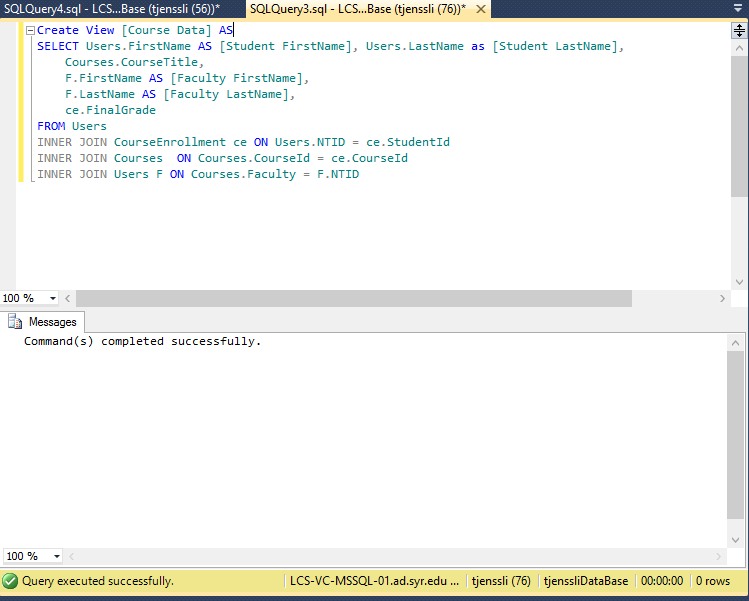 SQLQuery4.sql - LCS...Base (tjenssli (56))* SQLQuery3.sql - LCS...Base (tjenssli (76))*
Create View [Course Data] AS
SELECT Users.FirstName AS [Student FirstName], Users.LastName as [Student LastName],
Courses.CourseTitle,
F.FirstName AS [Faculty FirstName],
F.LastName AS [Faculty LastName],
ce.FinalGrade
FROM Users
INNER JOIN CourseEnrollment ce ON Users.NTID = ce.StudentId
INNER JOIN Courses  ON Courses.CourseId = ce.CourseId
INNER JOIN Users F ON Courses.Faculty = F.NTID
100 %
Messages
Command(s) completed successfully.
100 %
Query executed successfully. LCS-VC-MSSQL-01.ad.syr.edu ... tjenssli (76) tjenssliDataBase 00:00:00 0 rows